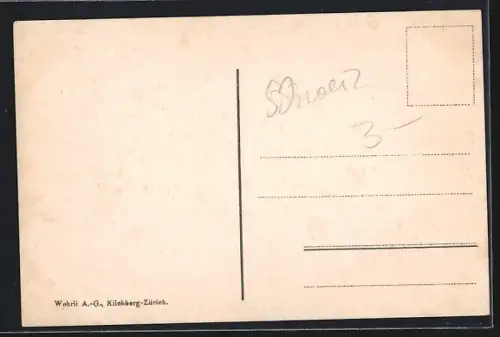 Schweiz
3-
Wehrli A.-G., Kilchberg-Zürich.